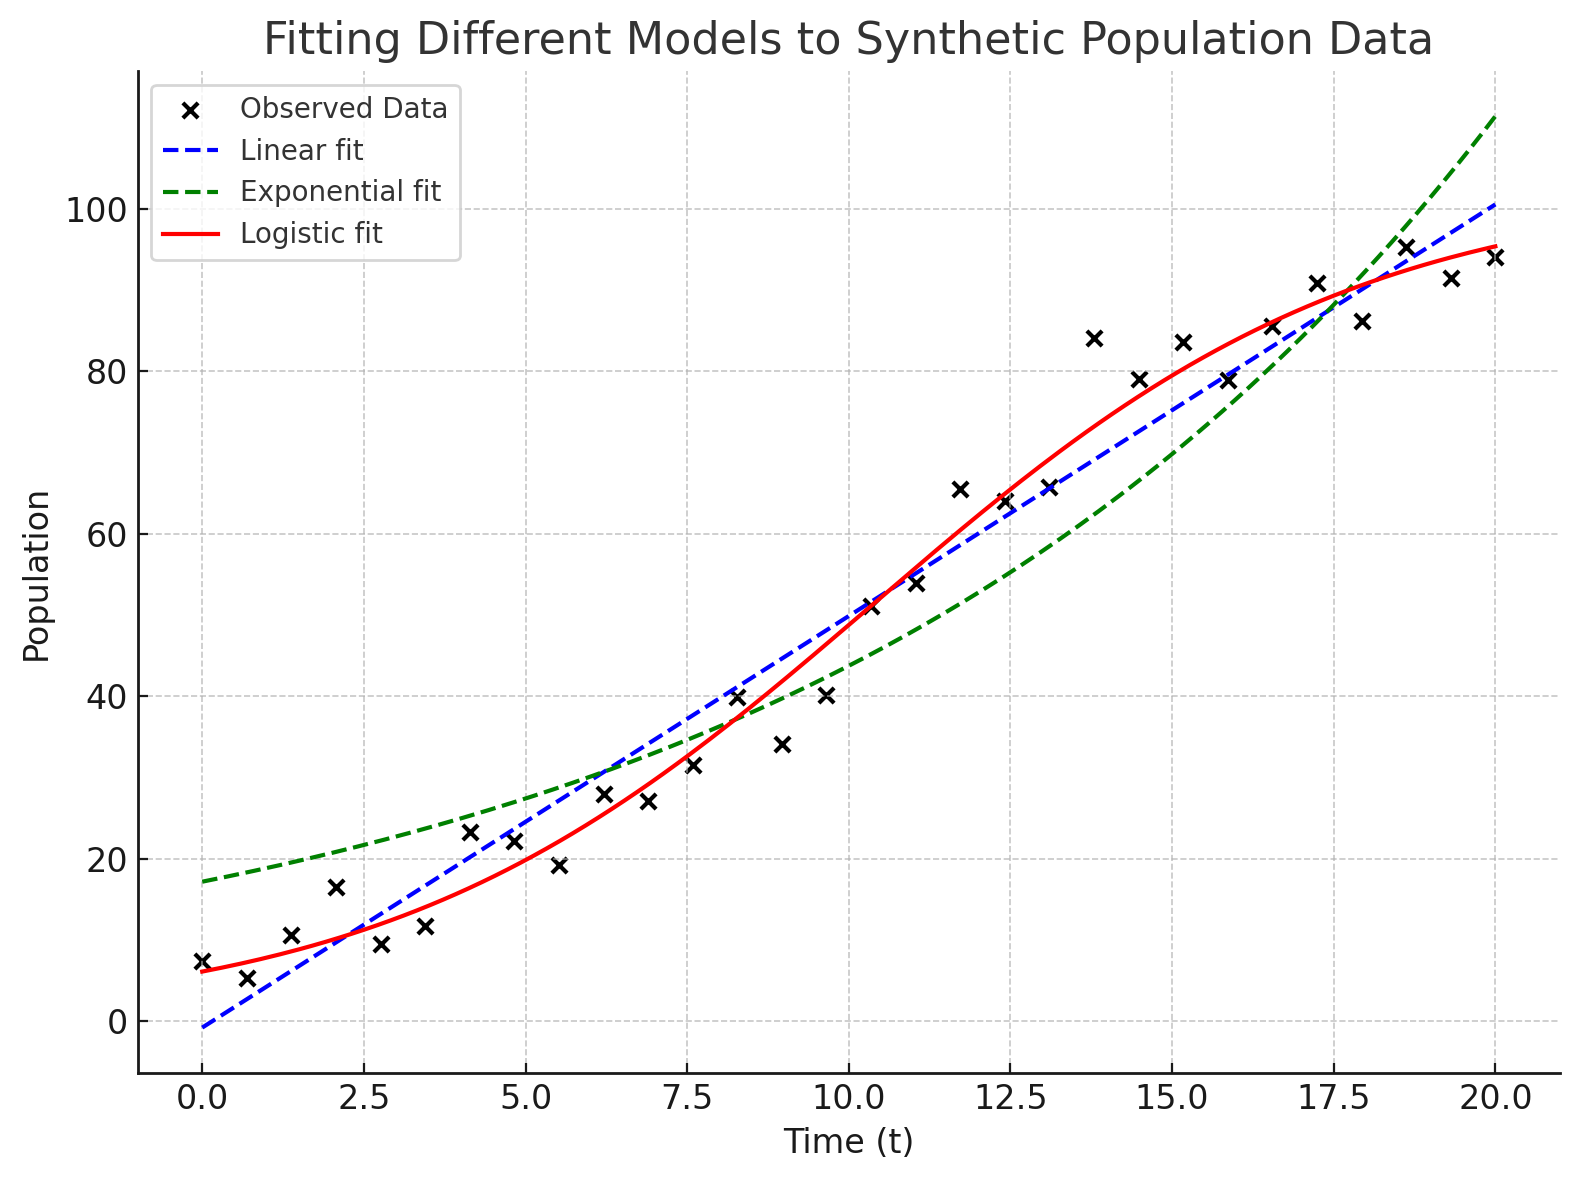 Fitting Different Models to Synthetic Population Data
Observed Data
Linear fit
Exponential fit
Logistic fit
Population
100
80
60
40
20
0
0.0 2.5 5.0 7.5 10.0 12.5 15.0 17.5 20.0
Time (t)